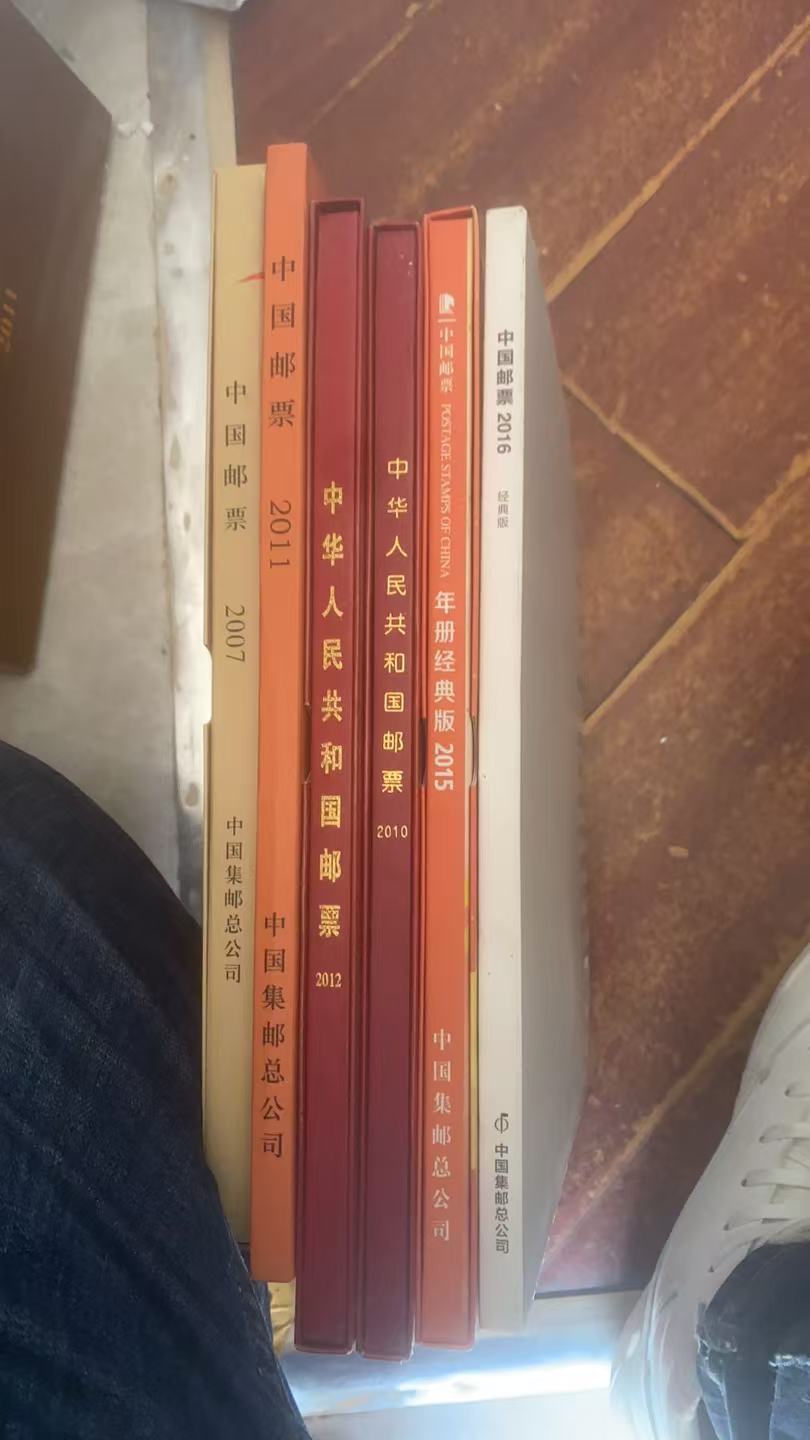 2011
中国邮票 2007 中国集邮总公司
中国邮票 2011 中国集邮总公司
中华人民共和国邮票 2012
中华人民共和国邮票 2010
中国邮票 POSTAGE STAMPS OF CHINA 年册经典版 2015 中国集邮总公司
中国邮票 2016 经典版 中国集邮总公司